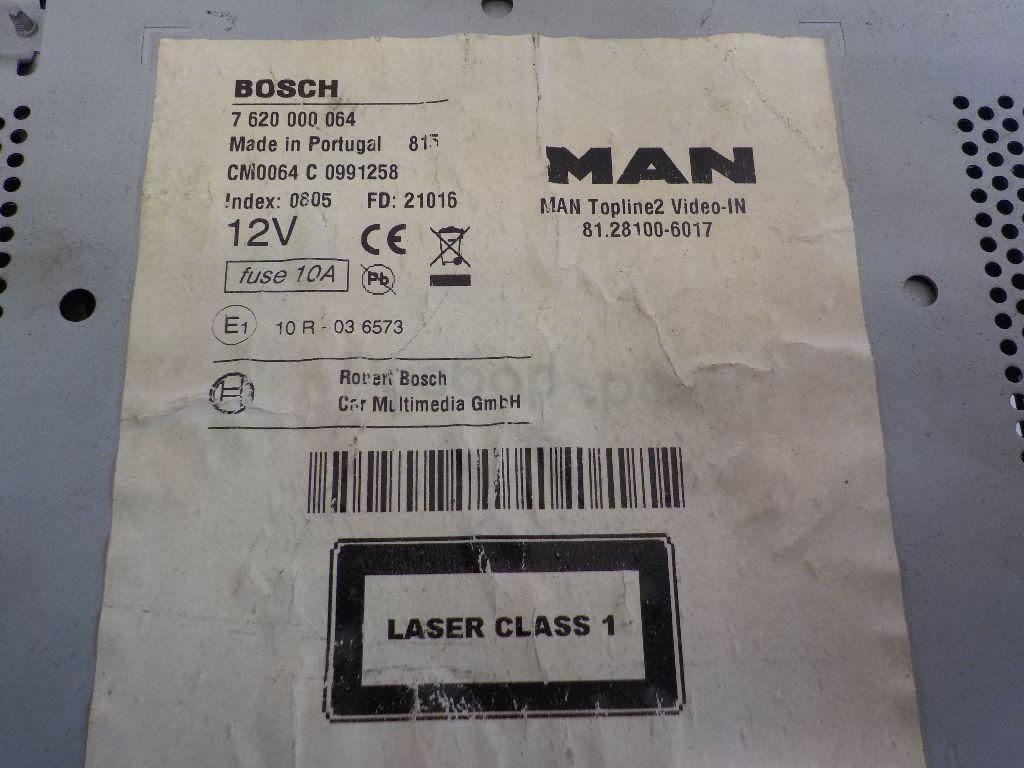 BOSCH
7 620 000 064
Made in Portugal 815
CM0064 C 0991258
Index: 0805 FD: 21016
12V
CE
fuse 10A
Pb
E1 10 R - 03 6573
Robert Bosch
Car Multimedia GmbH
MAN
MAN Topline2 Video-IN
81.28100-6017
LASER CLASS 1